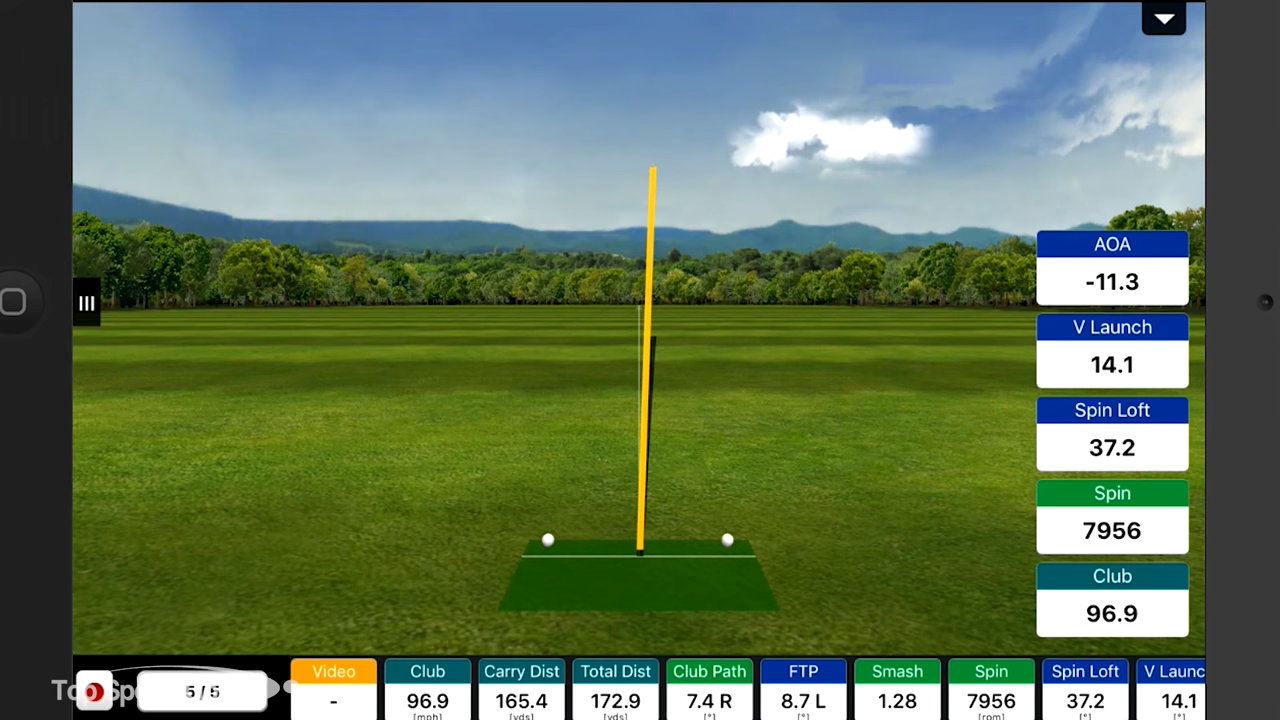 AOA
-11.3
V Launch
14.1
Spin Loft
37.2
Spin
7956
Club
96.9
Video Club Carry Dist Total Dist Club Path FTP Smash Spin Spin Loft V Launc
5 / 5 - 96.9 165.4 172.9 7.4 R 8.7 L 1.28 7956 37.2 14.1
[mph] [yds] [yds] [°] [°] [rpm] [°] [°]